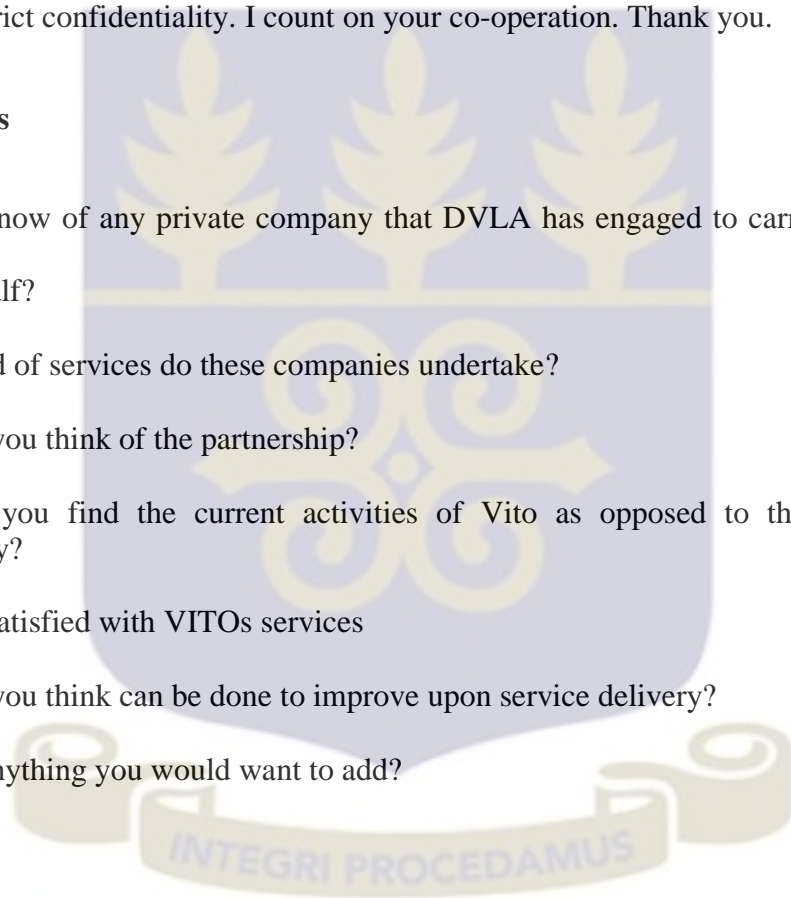 rict confidentiality. I count on your co-operation. Thank you.
s
now of any private company that DVLA has engaged to carr
lf?
d of services do these companies undertake?
you think of the partnership?
you find the current activities of Vito as opposed to th
y?
atisfied with VITOs services
you think can be done to improve upon service delivery?
nything you would want to add?
INTEGRI PROCEDAMUS